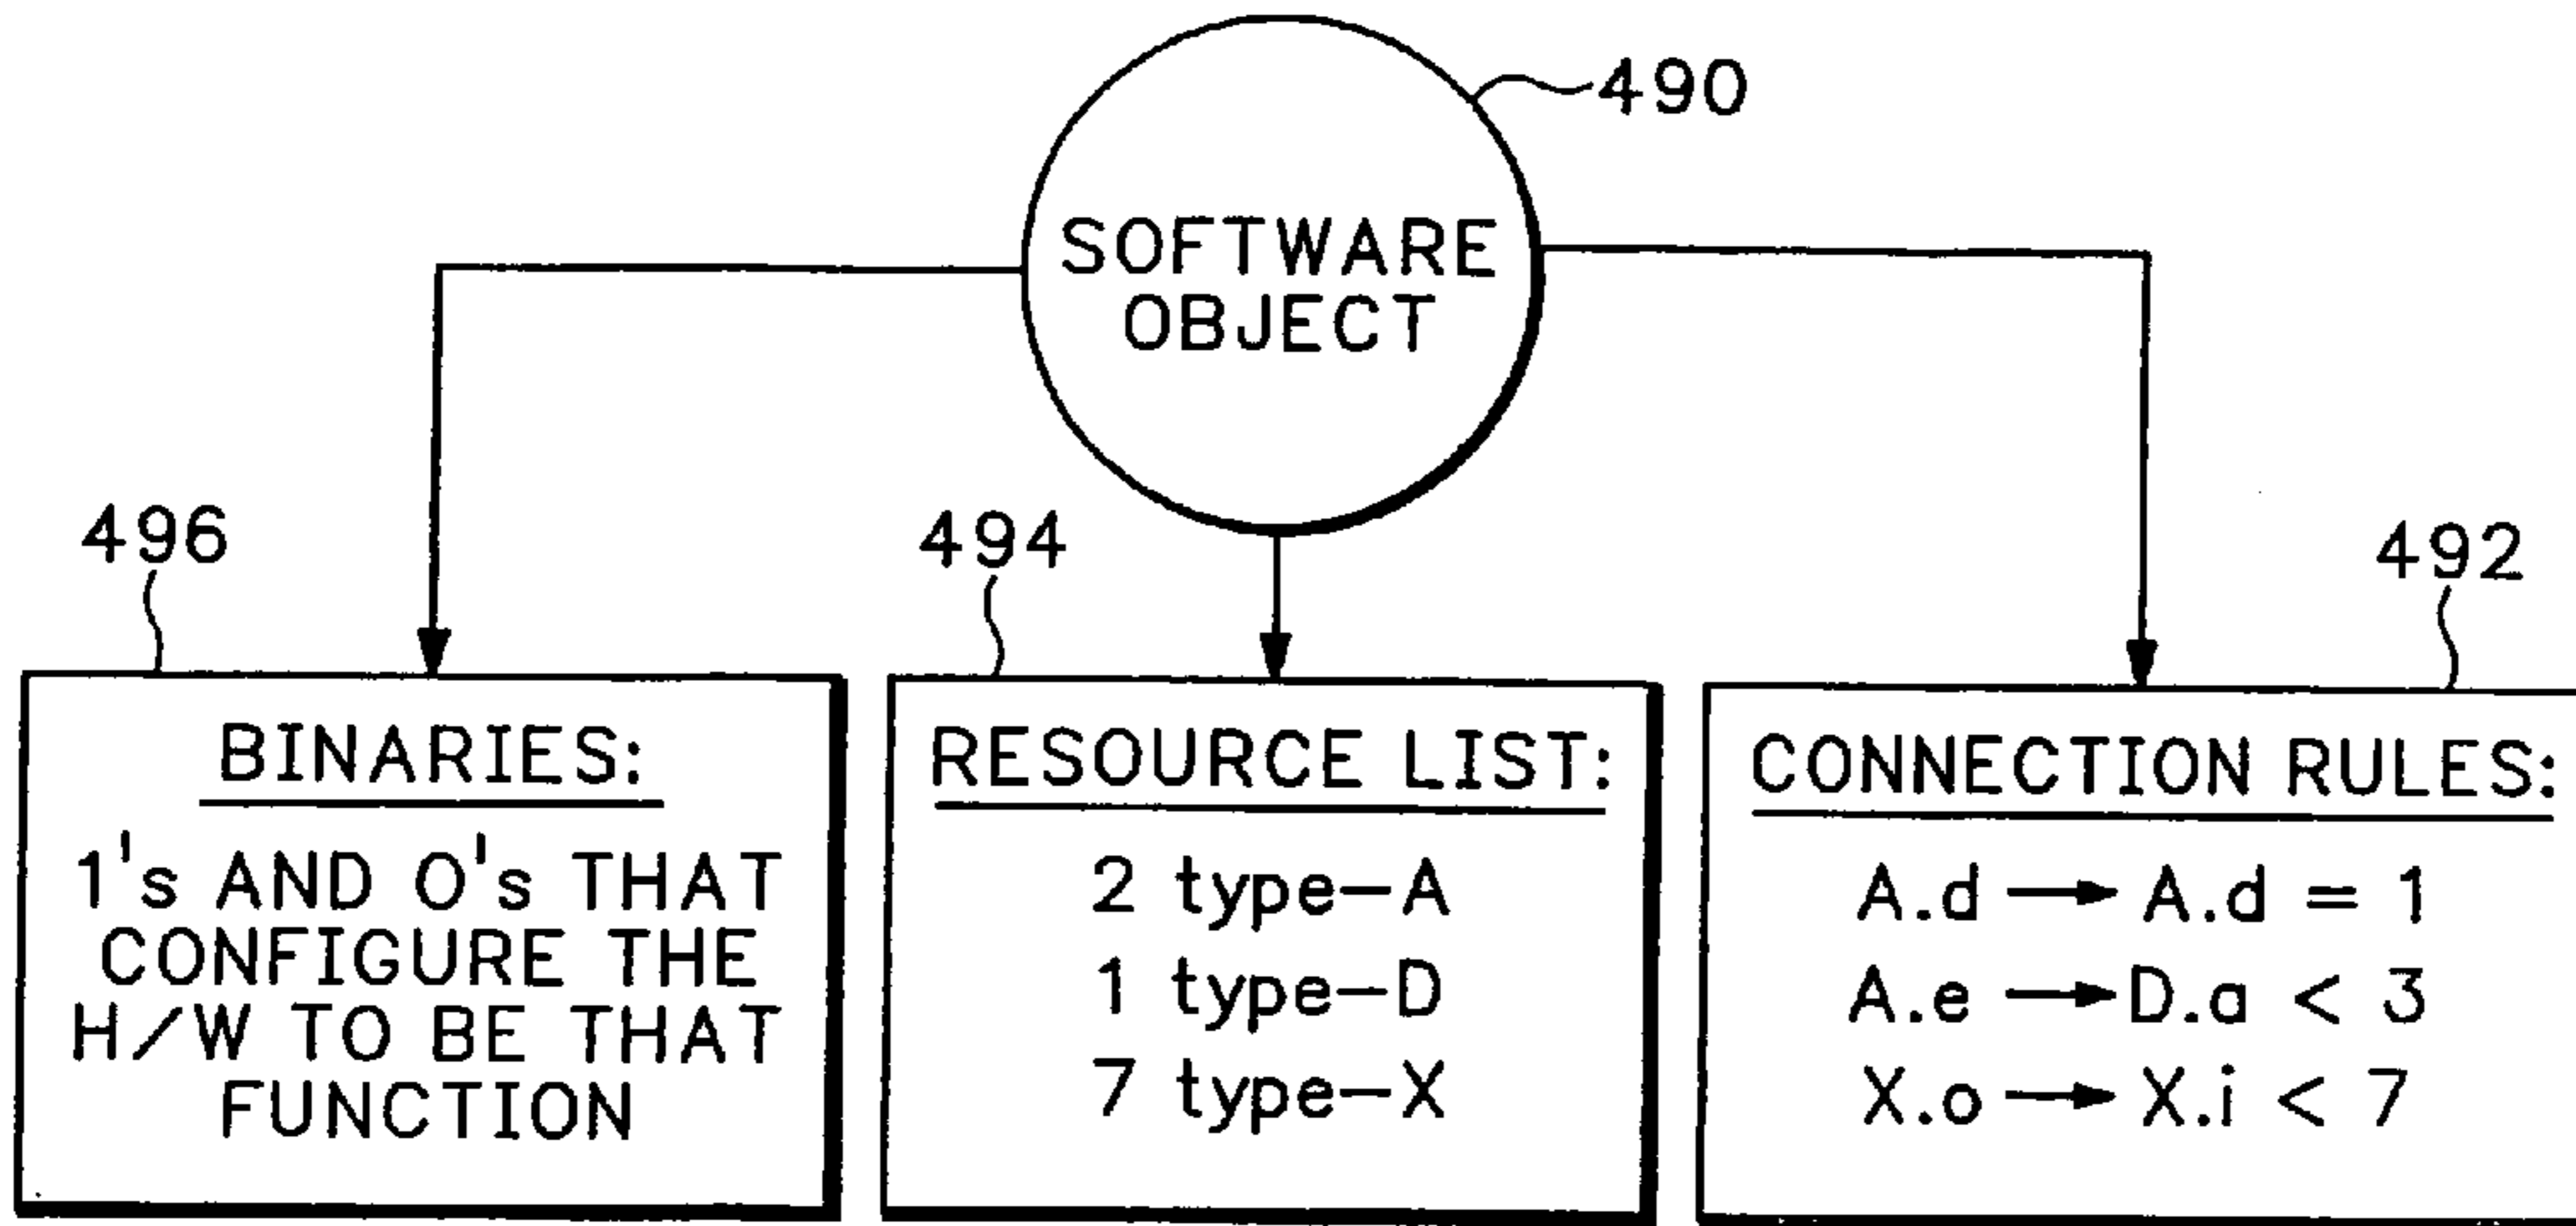 490
SOFTWARE
OBJECT
496
494
492
BINARIES:
1's AND 0's THAT
CONFIGURE THE
H/W TO BE THAT
FUNCTION
RESOURCE LIST:
2 type-A
1 type-D
7 type-X
CONNECTION RULES:
A.d → A.d = 1
A.e → D.a < 3
X.o → X.i < 7